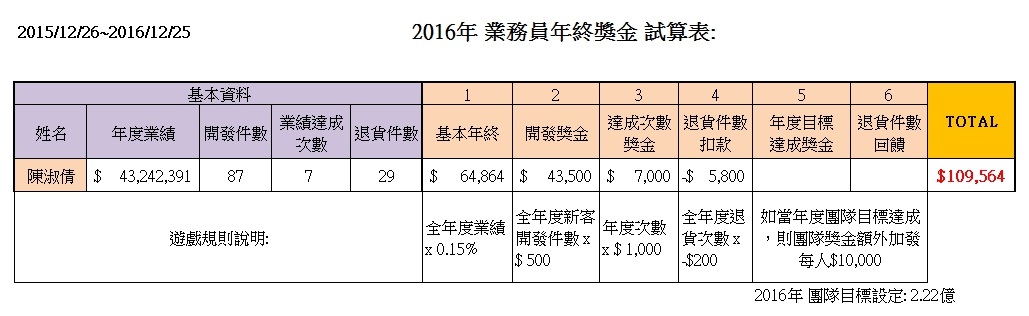 2015/12/26~2016/12/25
2016年 業務員年終獎金 試算表:
基本資料 1 2 3 4 5 6 TOTAL
姓名 年度業績 開發件數 業績達成次數 退貨件數 基本年終 開發獎金 達成次數獎金 退貨件數扣款 年度目標達成獎金 退貨件數回饋
陳淑倩 $ 43,242,391 87 7 29 $ 64,864 $ 43,500 $ 7,000 -$ 5,800 $109,564
遊戲規則說明:
全年度業績
x 0.15%
全年度新客
開發件數 x
$ 500
年度次數
x $ 1,000
全年度退
貨次數 x
-$200
如當年度團隊目標達成
，則團隊獎金額外加發
每人$10,000
2016年 團隊目標設定: 2.22億